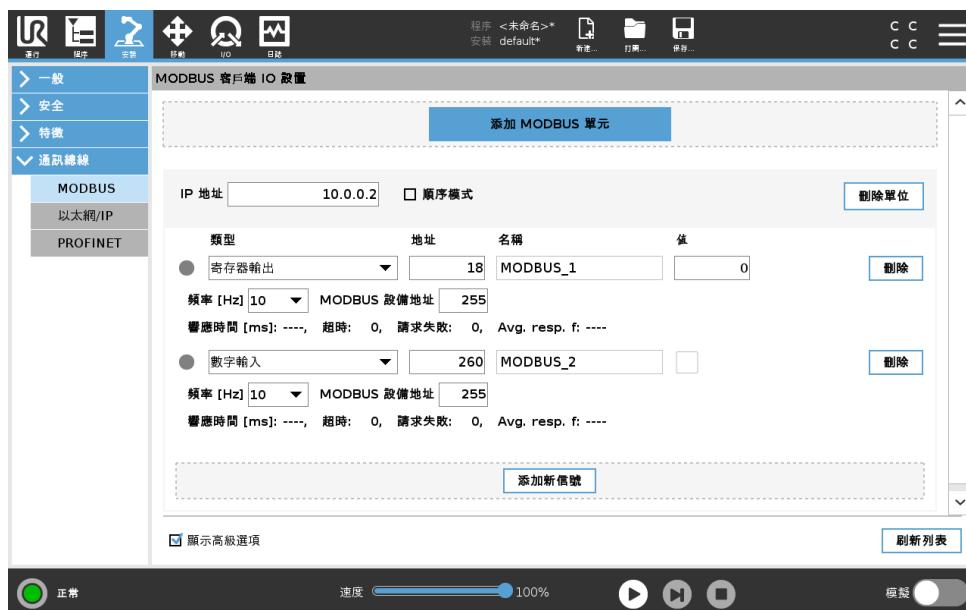 UR
運行
程序
安裝
移動
I/O
日誌
程序 <未命名>*
安裝 default*
新建...
打開...
保存...
C C
C C
一般
安全
特徵
通訊總線
MODBUS
以太網/IP
PROFINET
MODBUS 客戶端 IO 設置
添加 MODBUS 單元
IP 地址 10.0.0.2 順序模式 刪除單位
類型 地址 名稱 值
寄存器輸出 18 MODBUS_1 0 刪除
頻率 [Hz] 10 MODBUS 設備地址 255
響應時間 [ms]: ----, 超時: 0, 請求失敗: 0, Avg. resp. f: ----
數字輸入 260 MODBUS_2 刪除
頻率 [Hz] 10 MODBUS 設備地址 255
響應時間 [ms]: ----, 超時: 0, 請求失敗: 0, Avg. resp. f: ----
添加新信號
顯示高級選項
刷新列表
正常
速度 100%
模擬